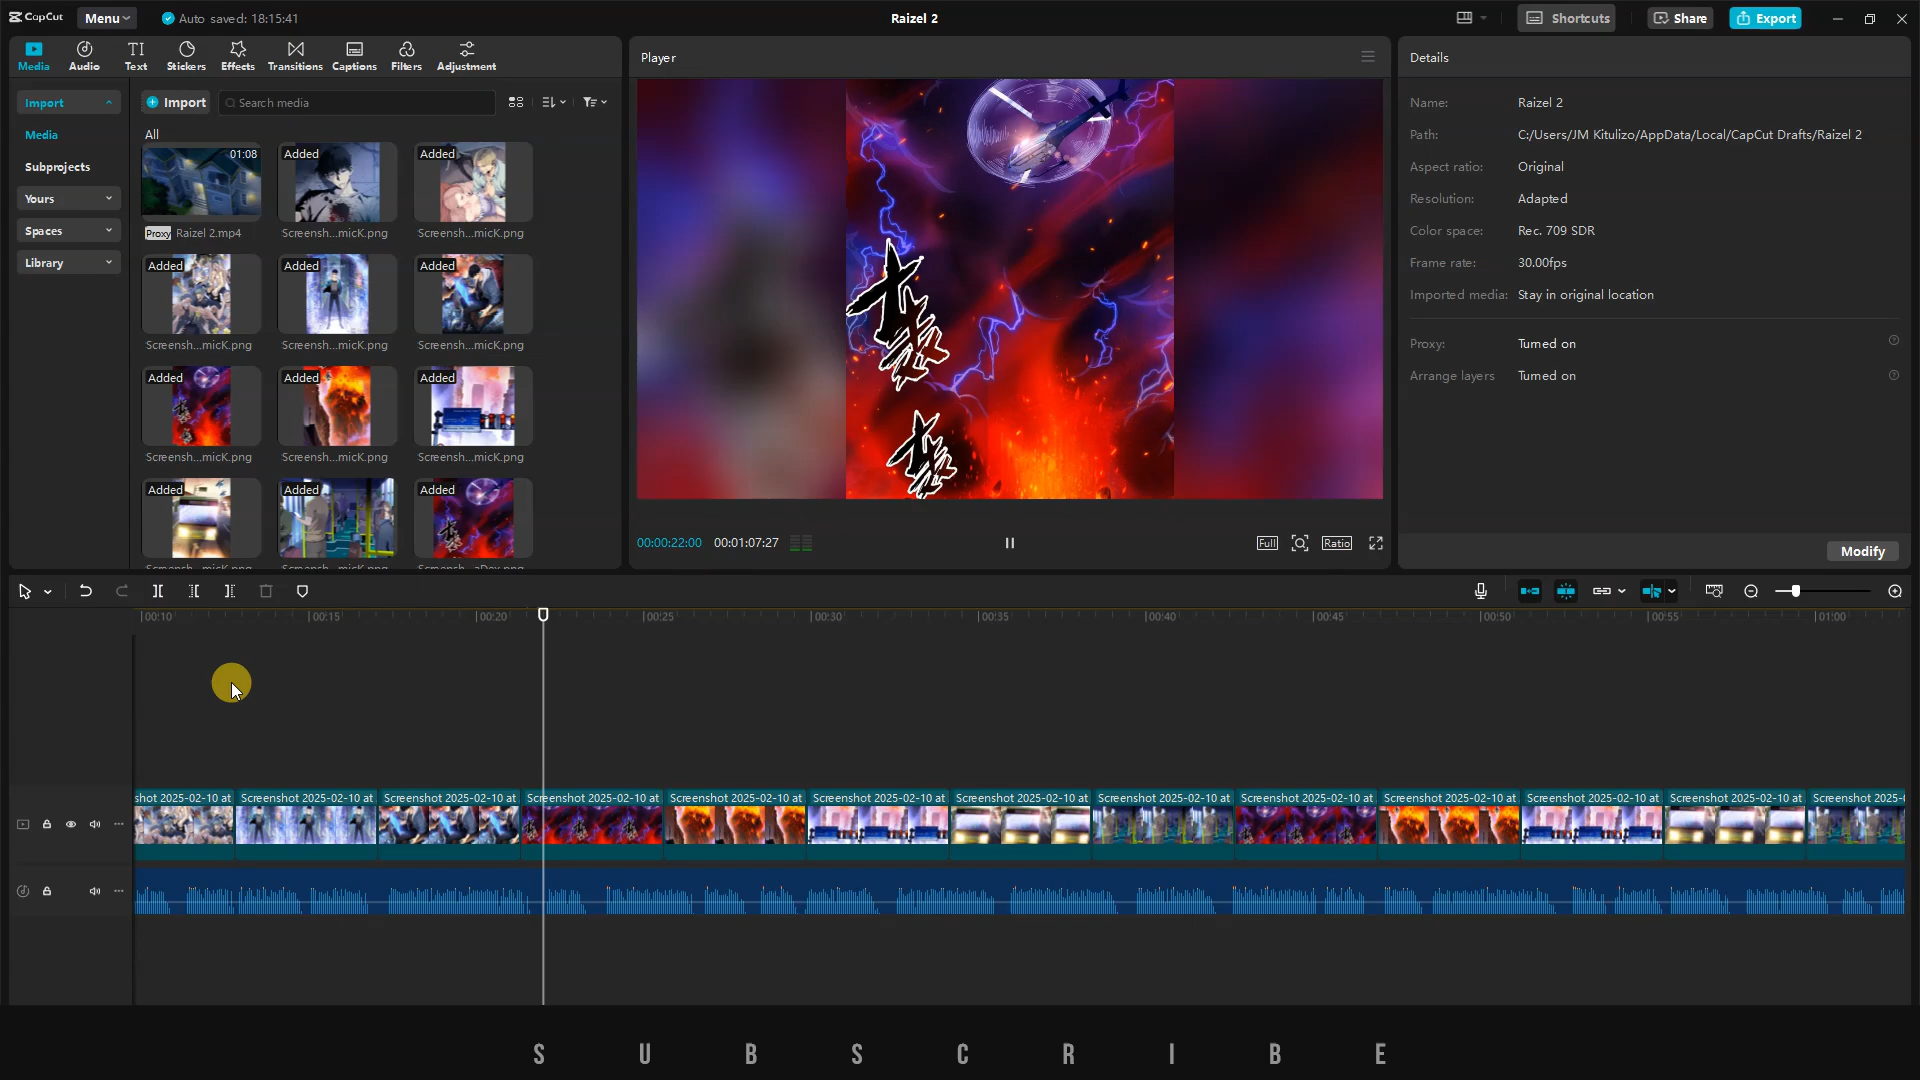 CapCut
Menu
Auto saved: 18:15:41
Raizel 2
Shortcuts
Share
Export
Media
Audio
Text
Stickers
Effects
Transitions
Captions
Filters
Adjustment
Player
Details
Import
Import
Search media
Media
Subprojects
Yours
Spaces
Library
All
01:08
Added
Added
Proxy Raizel 2.mp4
Screensh...micK.png
Screensh...micK.png
Added
Added
Added
Screensh...micK.png
Screensh...micK.png
Screensh...micK.png
Added
Added
Added
Screensh...micK.png
Screensh...micK.png
Screensh...micK.png
Added
Added
Added
Screensh...micK.png
Screensh...micK.png
Screensh...aDex.png
00:00:22:00
00:01:07:27
Full
Ratio
Name: Raizel 2
Path: C:/Users/JM Kitulizo/AppData/Local/CapCut Drafts/Raizel 2
Aspect ratio: Original
Resolution: Adapted
Color space: Rec. 709 SDR
Frame rate: 30.00fps
Imported media: Stay in original location
Proxy: Turned on
Arrange layers Turned on
Modify
00:10
00:15
00:20
00:25
00:30
00:35
00:40
00:45
00:50
00:55
01:00
shot 2025-02-10 at
Screenshot 2025-02-10 at
Screenshot 2025-02-10 at
Screenshot 2025-02-10 at
Screenshot 2025-02-10 at
Screenshot 2025-02-10 at
Screenshot 2025-02-10 at
Screenshot 2025-02-10 at
Screenshot 2025-02-10 at
Screenshot 2025-02-10 at
Screenshot 2025-02-10 at
Screenshot 2025-02-10 at
Screenshot 2025-0
S U B S C R I B E